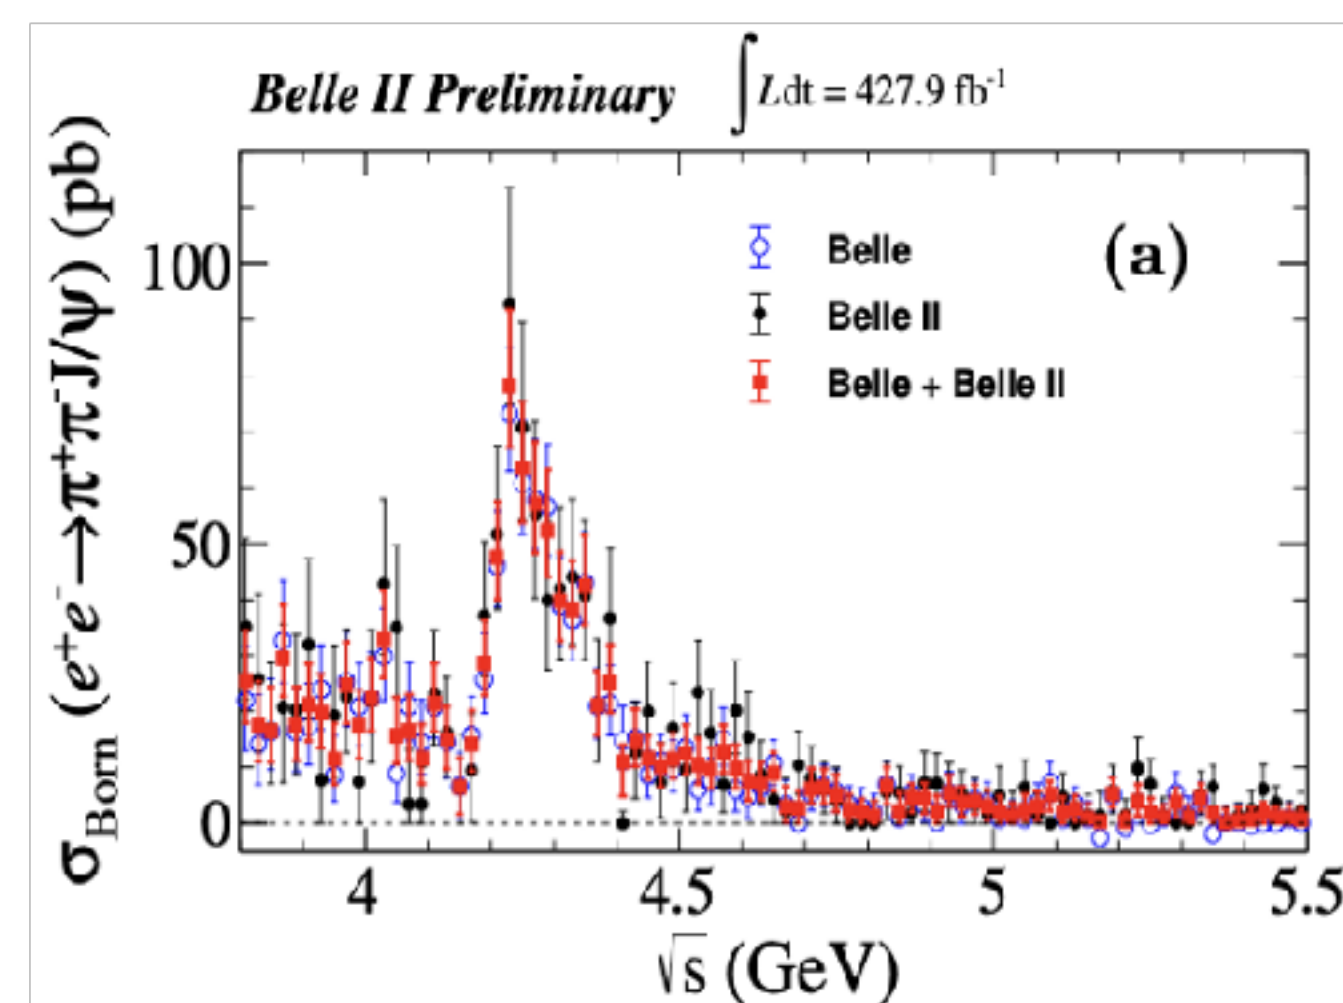 Belle II Preliminary ∫Ldt = 427.9 fb⁻¹
σ_Born (e⁺e⁻→π⁺π⁻J/ψ) (pb)
100
50
0
Belle
Belle II
Belle + Belle II
(a)
4 4.5 5 5.5
√s (GeV)